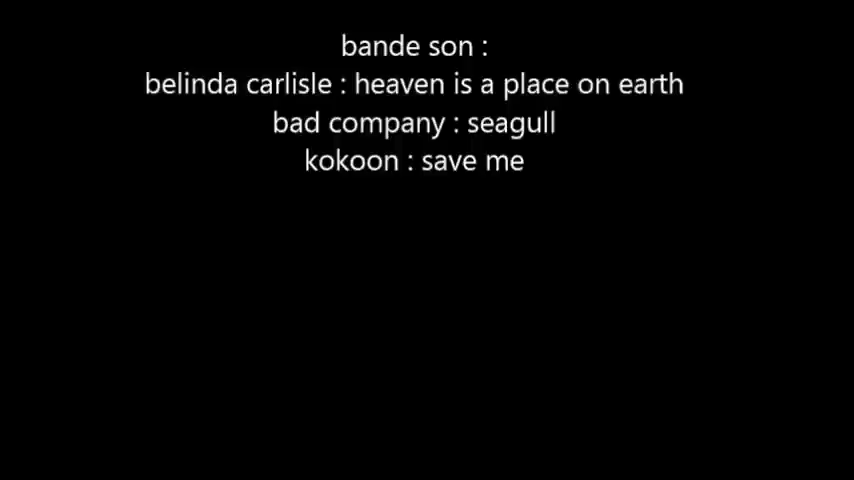 bande son :
belinda carlisle : heaven is a place on earth
bad company : seagull
kokoon : save me